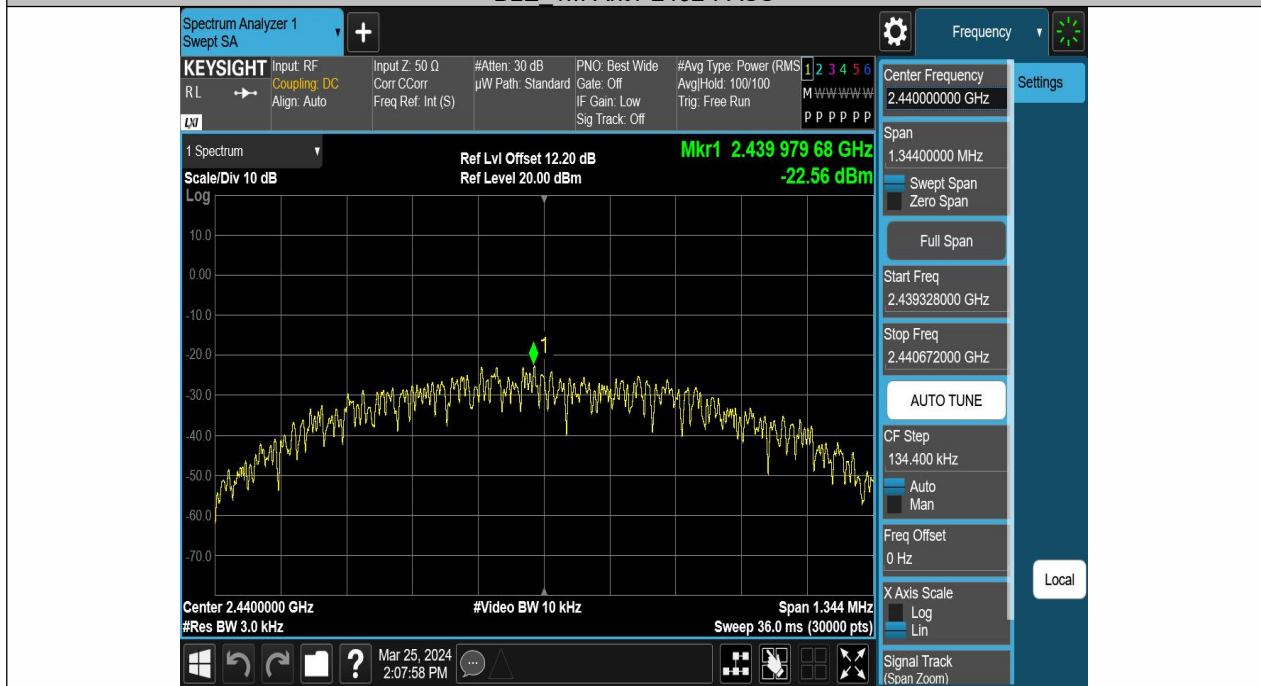 Spectrum Analyzer 1
Swept SA
+
Frequency
KEYSIGHT
RL
LXI
Input: RF
Coupling: DC
Align: Auto
Input Z: 50 Ω
Corr CCorr
Freq Ref: Int (S)
#Atten: 30 dB
µW Path: Standard
PNO: Best Wide
Gate: Off
IF Gain: Low
Sig Track: Off
#Avg Type: Power (RMS
Avg|Hold: 100/100
Trig: Free Run
1 2 3 4 5 6
M W W W W W
P P P P P P
1 Spectrum
Scale/Div 10 dB
Log
Ref Lvl Offset 12.20 dB
Ref Level 20.00 dBm
Mkr1 2.439 979 68 GHz
-22.56 dBm
10.0
0.00
-10.0
-20.0
-30.0
-40.0
-50.0
-60.0
-70.0
1
Center 2.4400000 GHz
#Res BW 3.0 kHz
#Video BW 10 kHz
Span 1.344 MHz
Sweep 36.0 ms (30000 pts)
Mar 25, 2024
2:07:58 PM
?
Center Frequency
2.440000000 GHz
Span
1.34400000 MHz
Swept Span
Zero Span
Full Span
Start Freq
2.439328000 GHz
Stop Freq
2.440672000 GHz
AUTO TUNE
CF Step
134.400 kHz
Auto
Man
Freq Offset
0 Hz
X Axis Scale
Log
Lin
Signal Track
(Span Zoom)
Settings
Local